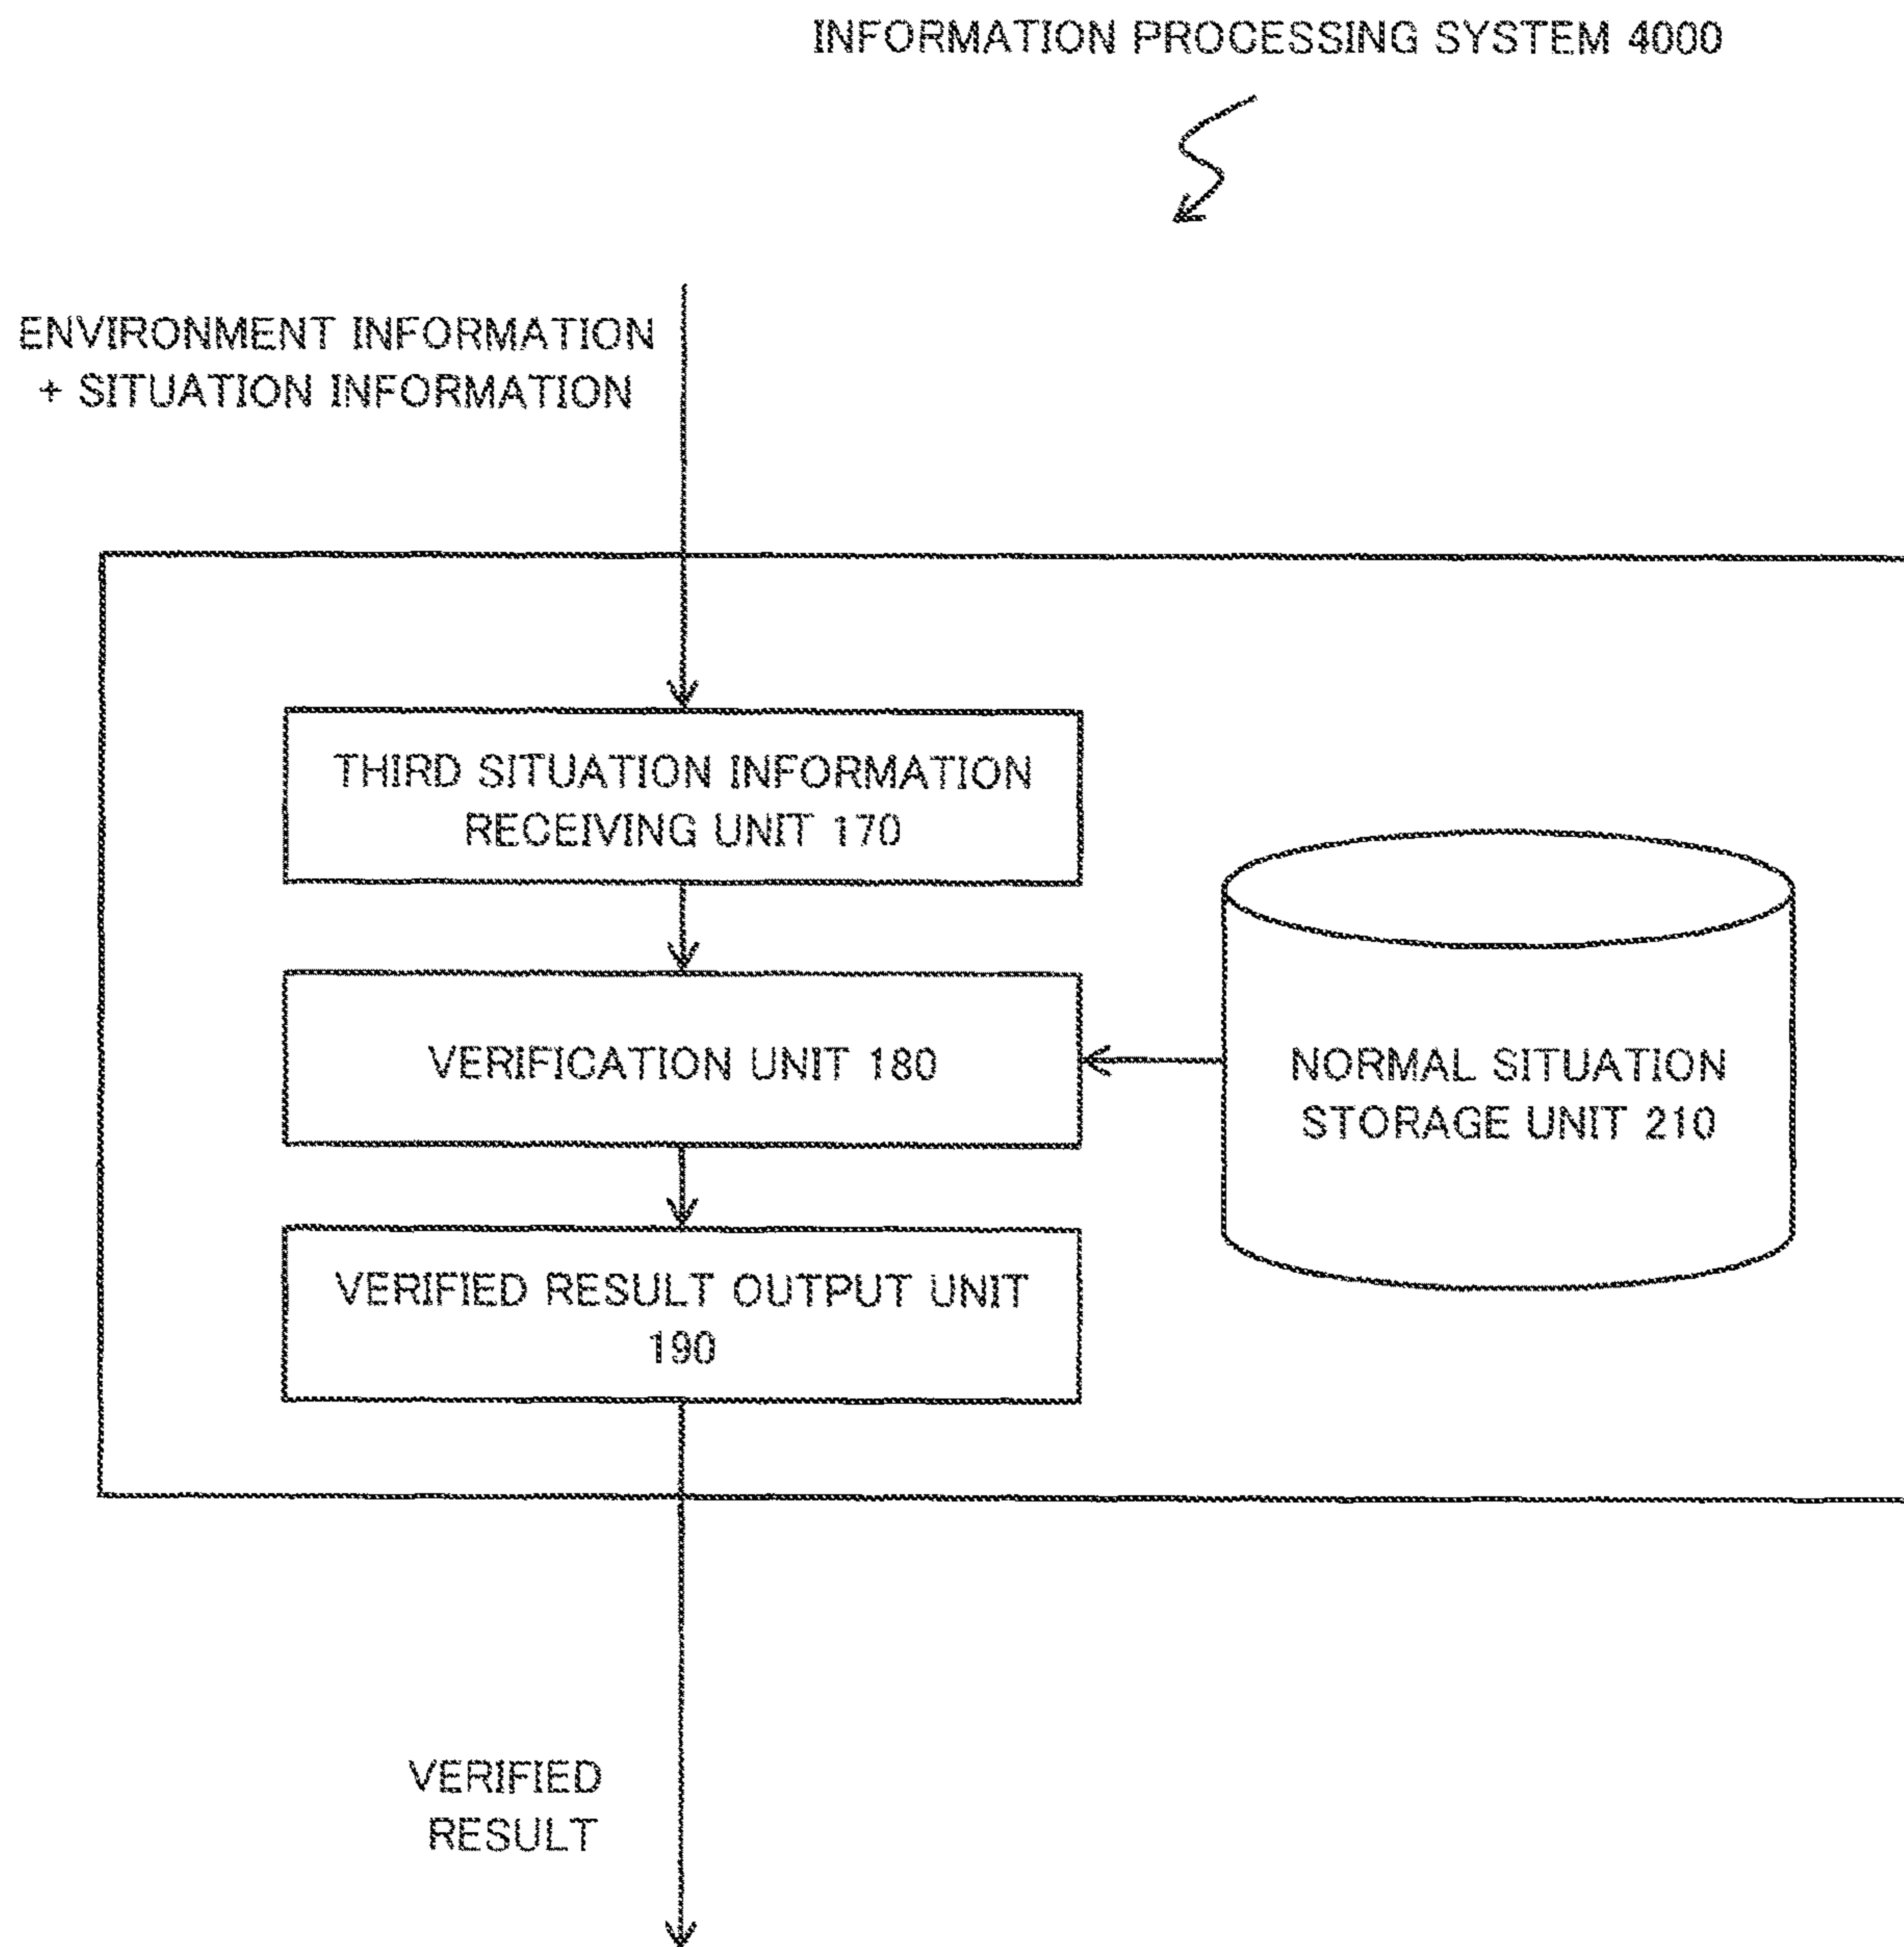 INFORMATION PROCESSING SYSTEM 4000
ENVIRONMENT INFORMATION
+ SITUATION INFORMATION
THIRD SITUATION INFORMATION
RECEIVING UNIT 170
VERIFICATION UNIT 180
NORMAL SITUATION
STORAGE UNIT 210
VERIFIED RESULT OUTPUT UNIT
190
VERIFIED
RESULT